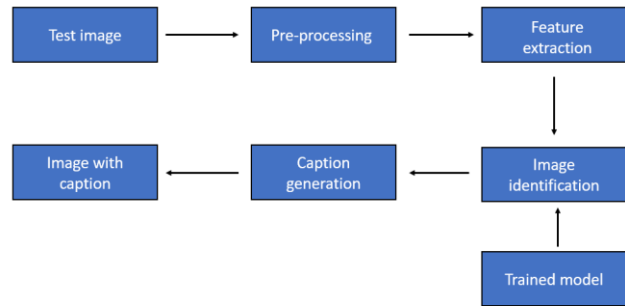 Test image
Pre-processing
Feature
extraction
Image with
caption
Caption
generation
Image
identification
Trained model